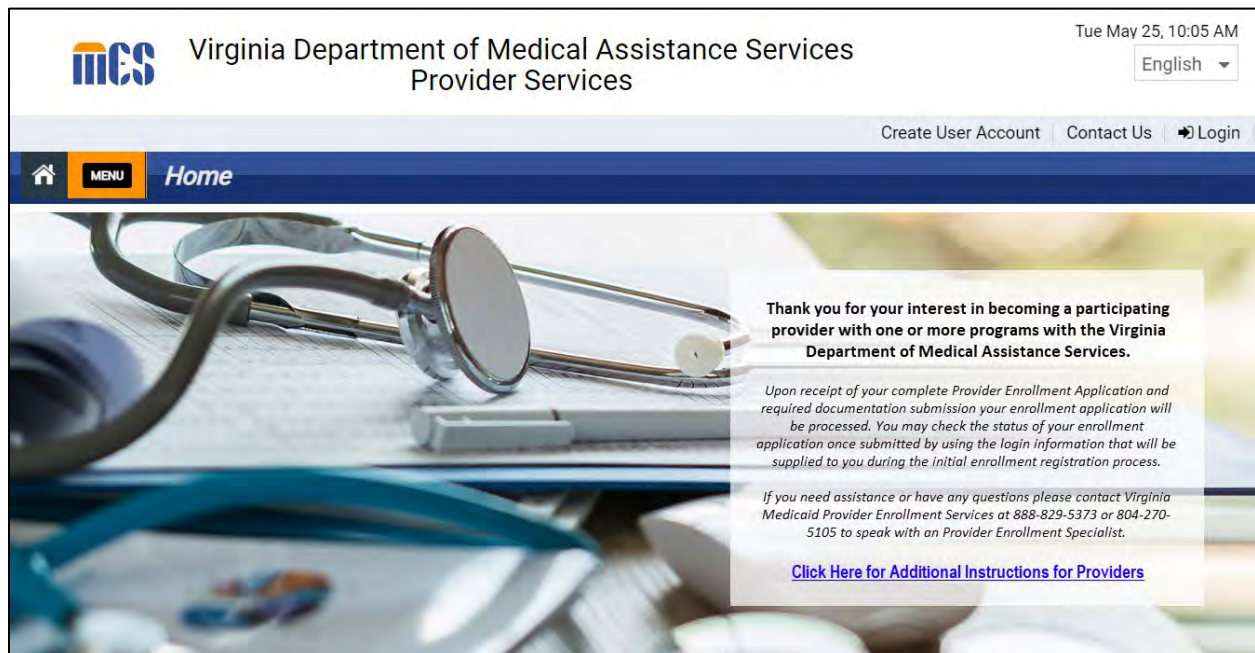 mes
Virginia Department of Medical Assistance Services
Provider Services
Tue May 25, 10:05 AM
English
Create User Account
Contact Us
Login
MENU
Home
Thank you for your interest in becoming a participating
provider with one or more programs with the Virginia
Department of Medical Assistance Services.
Upon receipt of your complete Provider Enrollment Application and
required documentation submission your enrollment application will
be processed. You may check the status of your enrollment
application once submitted by using the login information that will be
supplied to you during the initial enrollment registration process.
If you need assistance or have any questions please contact Virginia
Medicaid Provider Enrollment Services at 888-829-5373 or 804-270-
5105 to speak with an Provider Enrollment Specialist.
Click Here for Additional Instructions for Providers